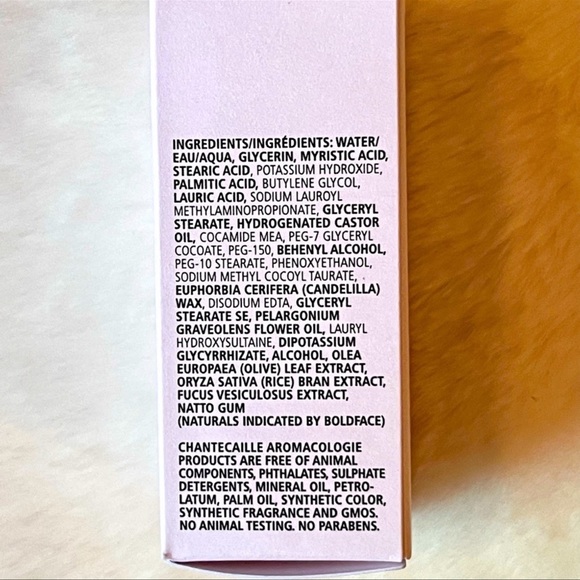 INGREDIENTS/INGRÉDIENTS: WATER/
EAU/AQUA, GLYCERIN, MYRISTIC ACID,
STEARIC ACID, POTASSIUM HYDROXIDE,
PALMITIC ACID, BUTYLENE GLYCOL,
LAURIC ACID, SODIUM LAUROYL
METHYLAMINOPROPIONATE, GLYCERYL
STEARATE, HYDROGENATED CASTOR
OIL, COCAMIDE MEA, PEG-7 GLYCERYL
COCOATE, PEG-150, BEHENYL ALCOHOL,
PEG-10 STEARATE, PHENOXYETHANOL,
SODIUM METHYL COCOYL TAURATE,
EUPHORBIA CERIFERA (CANDELILLA)
WAX, DISODIUM EDTA, GLYCERYL
STEARATE SE, PELARGONIUM
GRAVEOLENS FLOWER OIL, LAURYL
HYDROXYSULTAINE, DIPOTASSIUM
GLYCYRRHIZATE, ALCOHOL, OLEA
EUROPAEA (OLIVE) LEAF EXTRACT,
ORYZA SATIVA (RICE) BRAN EXTRACT,
FUCUS VESICULOSUS EXTRACT,
NATTO GUM
(NATURALS INDICATED BY BOLDFACE)
CHANTECAILLE AROMACOLOGIE
PRODUCTS ARE FREE OF ANIMAL
COMPONENTS, PHTHALATES, SULPHATE
DETERGENTS, MINERAL OIL, PETRO-
LATUM, PALM OIL, SYNTHETIC COLOR,
SYNTHETIC FRAGRANCE AND GMOS.
NO ANIMAL TESTING. NO PARABENS.